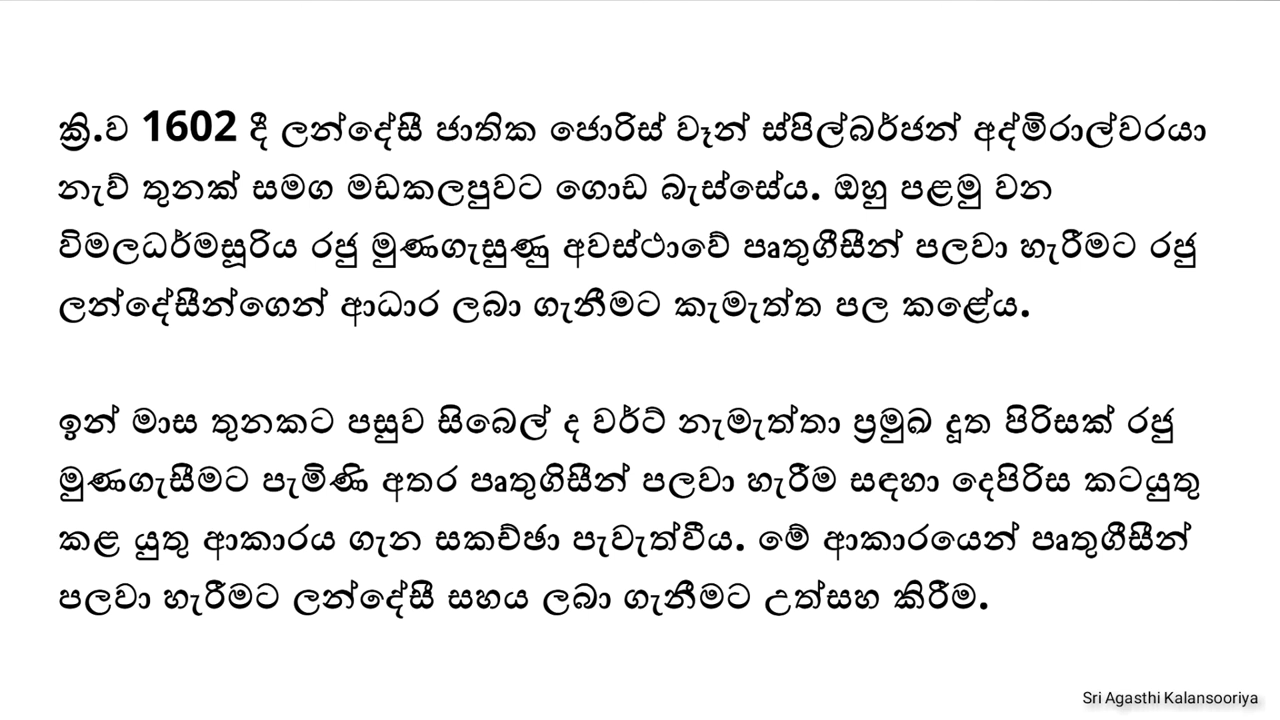 ක්‍රි.ව 1602 දී ලන්දේසී ජාතික ජොරිස් වෑන් ස්පිල්බර්ජන් අද්මිරාල්වරයා
නැව් තුනක් සමග මඩකලපුවට ගොඩ බැස්සේය. ඔහු පළමු වන
විමලධර්මසූරිය රජු මුණගැසුණු අවස්ථාවේ පෘතුගීසීන් පලවා හැරීමට රජු
ලන්දේසීන්ගෙන් ආධාර ලබා ගැනීමට කැමැත්ත පල කළේය.
ඉන් මාස තුනකට පසුව සිබෙල් ද වර්ට් නැමැත්තා ප්‍රමුඛ දූත පිරිසක් රජු
මුණගැසීමට පැමිණි අතර පෘතුගිසීන් පලවා හැරීම සඳහා දෙපිරිස කටයුතු
කළ යුතු ආකාරය ගැන සකච්ඡා පැවැත්වීය. මේ ආකාරයෙන් පෘතුගීසීන්
පලවා හැරීමට ලන්දේසී සහය ලබා ගැනීමට උත්සහ කිරීම.
Sri Agasthi Kalansooriya